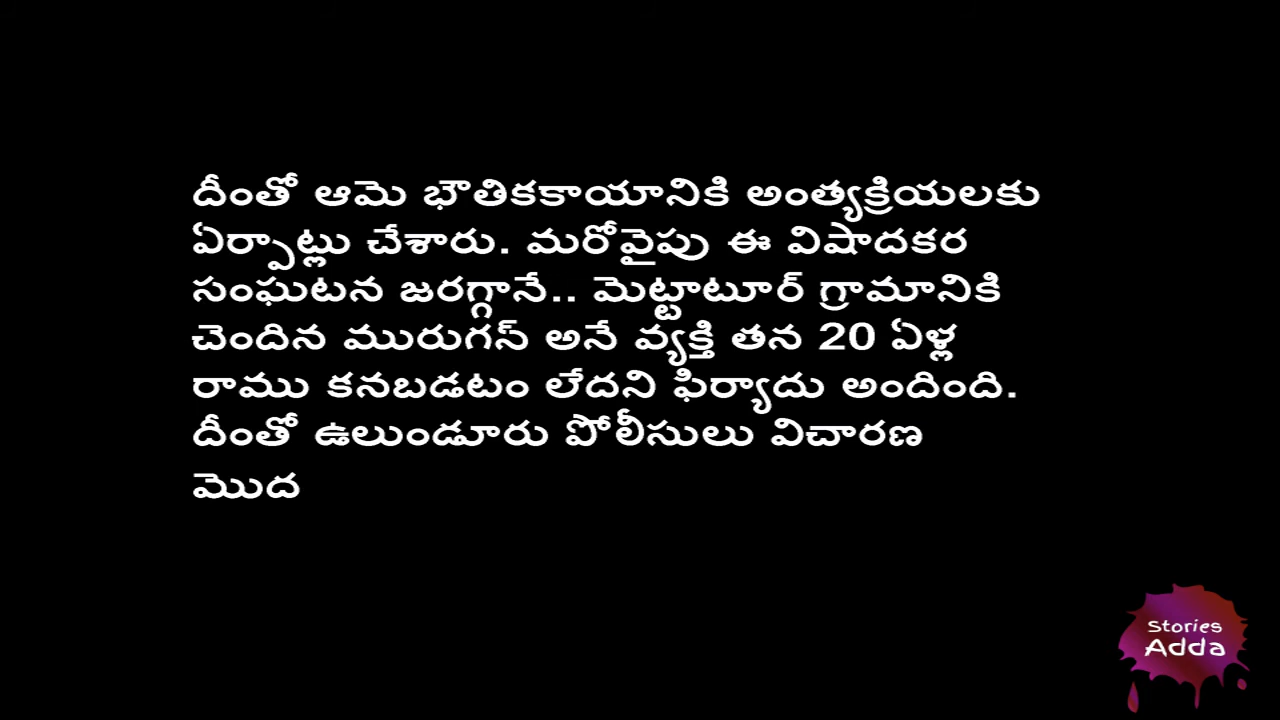 దీంతో ఆమె భౌతికకాయానికి అంత్యక్రియలకు
ఏర్పాట్లు చేశారు. మరోవైపు ఈ విషాదకర
సంఘటన జరగ్గానే.. మెట్టాటూర్ గ్రామానికి
చెందిన మురుగస్ అనే వ్యక్తి తన 20 ఏళ్ల
రాము కనబడటం లేదని ఫిర్యాదు అందింది.
దీంతో ఉలుండూరు పోలీసులు విచారణ
మొద
Stories
Adda